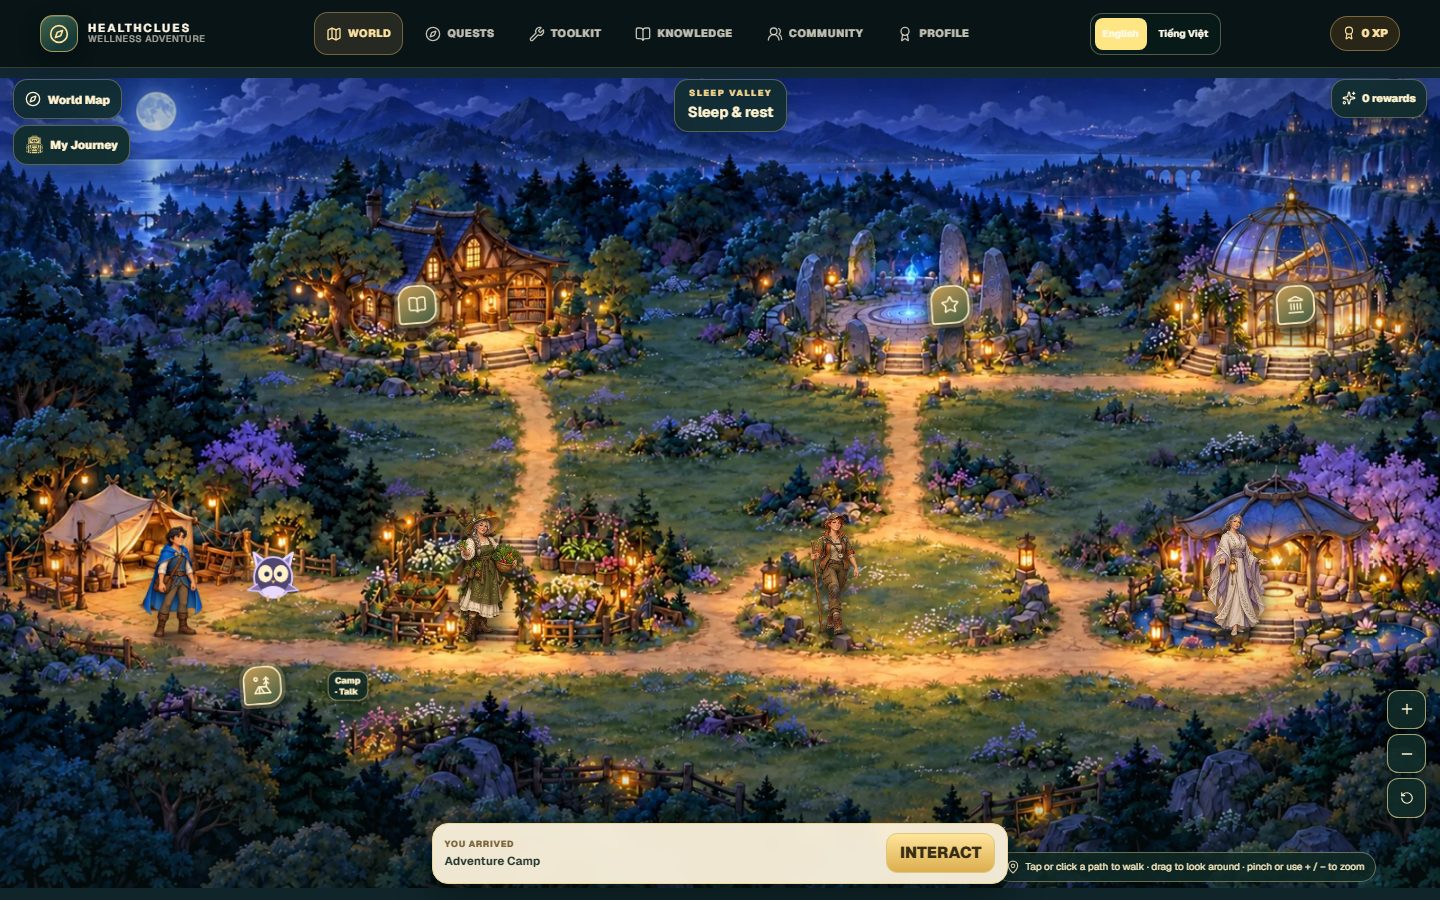 HEALTHCLUES
WELLNESS ADVENTURE
WORLD
QUESTS
TOOLKIT
KNOWLEDGE
COMMUNITY
PROFILE
English
Tiếng Việt
0 XP
World Map
My Journey
SLEEP VALLEY
Sleep & rest
0 rewards
Camp
- Talk
YOU ARRIVED
Adventure Camp
INTERACT
Tap or click a path to walk · drag to look around · pinch or use + / − to zoom